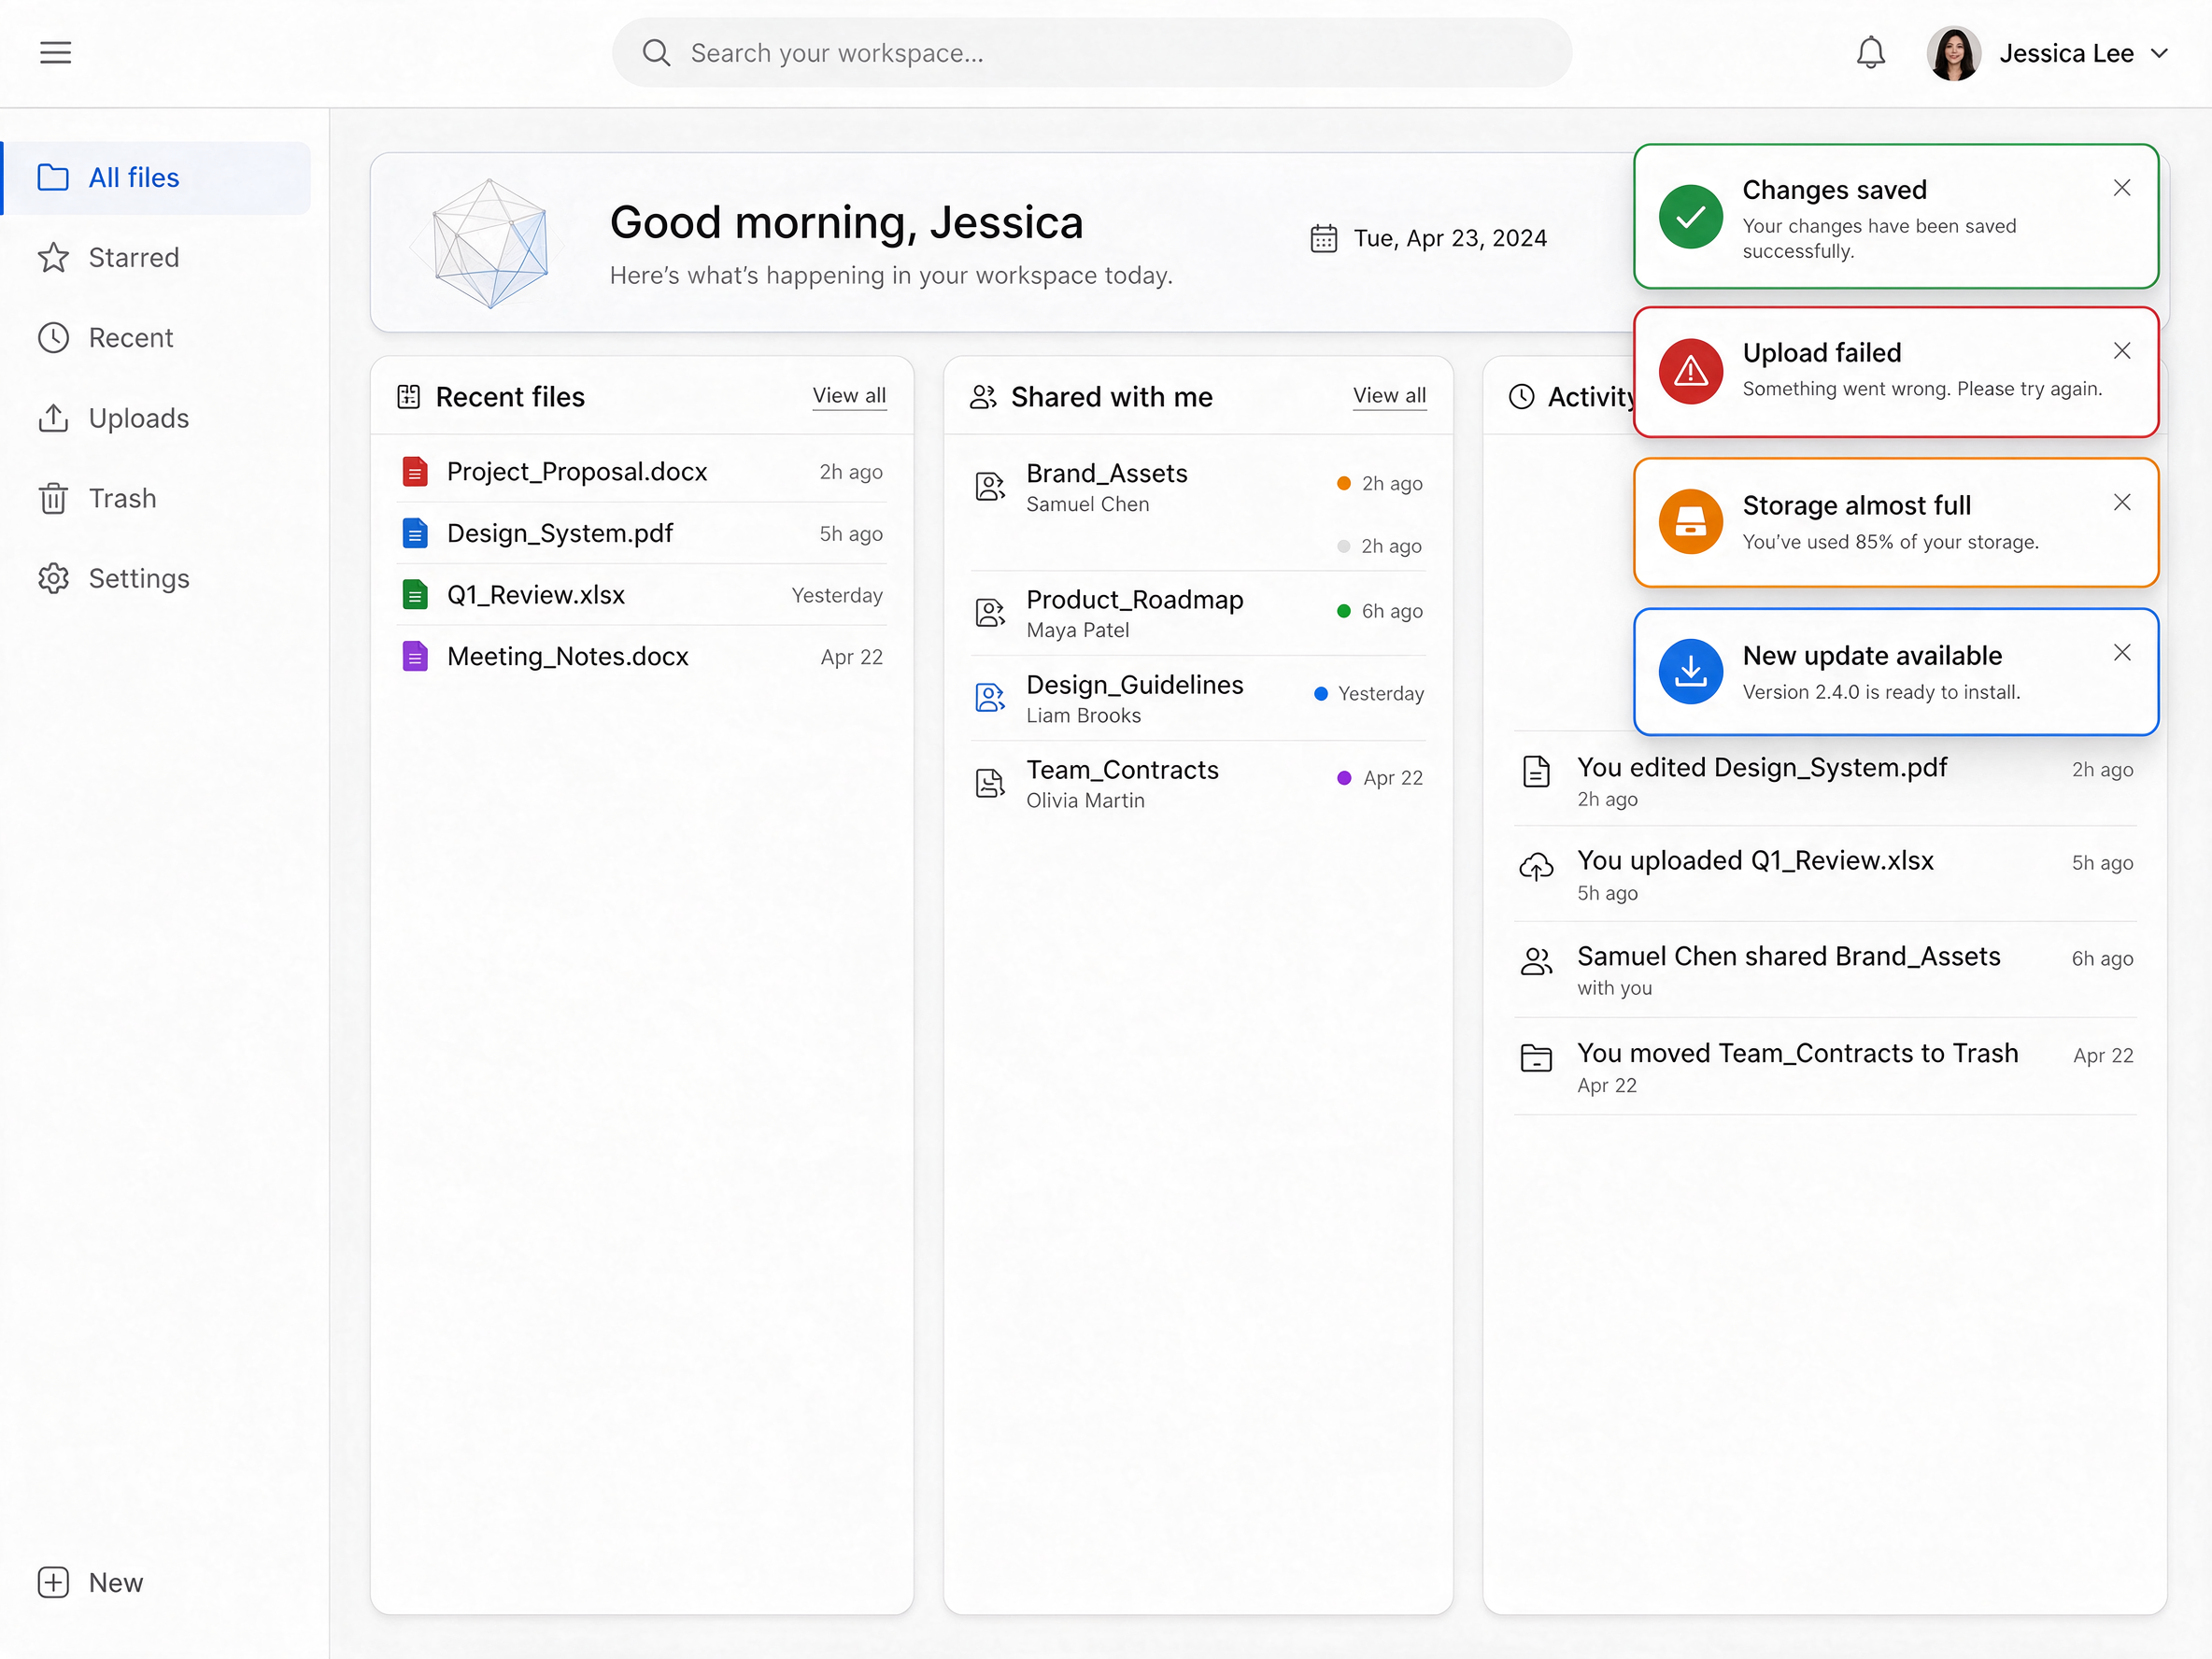 Search your workspace...
Jessica Lee
All files
Starred
Recent
Uploads
Trash
Settings
New
Good morning, Jessica
Here’s what’s happening in your workspace today.
Tue, Apr 23, 2024
Changes saved
Your changes have been saved
successfully.
Upload failed
Something went wrong. Please try again.
Storage almost full
You’ve used 85% of your storage.
New update available
Version 2.4.0 is ready to install.
Recent files View all
Project_Proposal.docx 2h ago
Design_System.pdf 5h ago
Q1_Review.xlsx Yesterday
Meeting_Notes.docx Apr 22
Shared with me View all
Brand_Assets 2h ago
Samuel Chen
2h ago
Product_Roadmap 6h ago
Maya Patel
Design_Guidelines Yesterday
Liam Brooks
Team_Contracts Apr 22
Olivia Martin
Activity
You edited Design_System.pdf 2h ago
2h ago
You uploaded Q1_Review.xlsx 5h ago
5h ago
Samuel Chen shared Brand_Assets 6h ago
with you
You moved Team_Contracts to Trash Apr 22
Apr 22